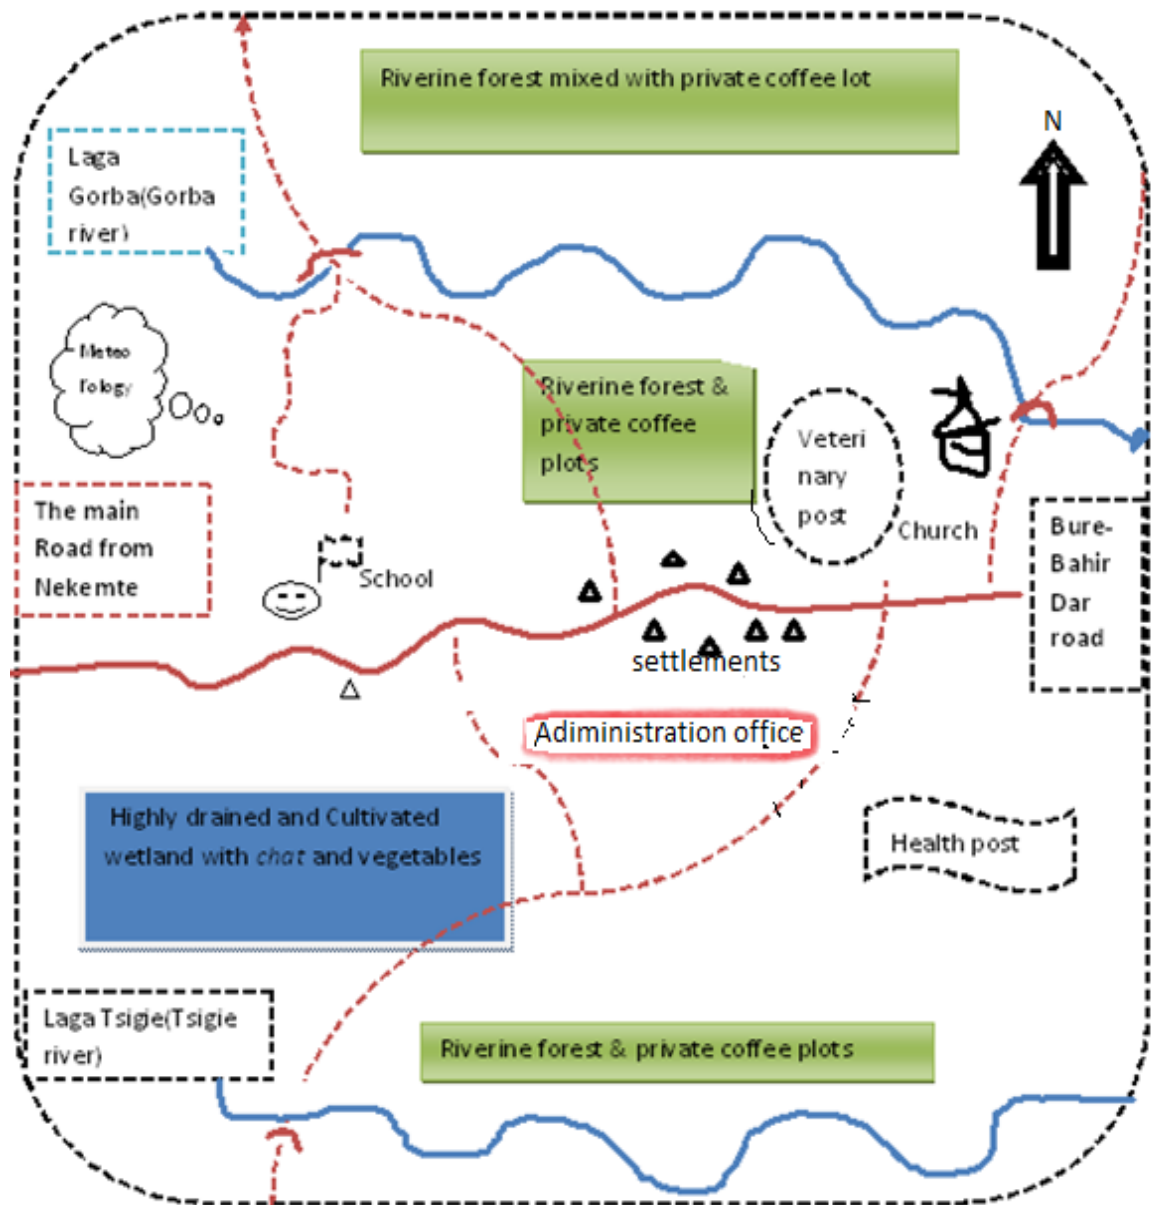 Riverine forest mixed with private coffee lot
N
Laga
Gorba(Gorba
river)
Meteo
rology
Riverine forest &
private coffee
plots
Veteri
nary
post
Church
The main
Road from
Nekemte
School
Bure-
Bahir
Dar
road
settlements
Adiministration office
Highly drained and Cultivated
wetland with chat and vegetables
Health post
Laga Tsigie(Tsigie
river)
Riverine forest & private coffee plots